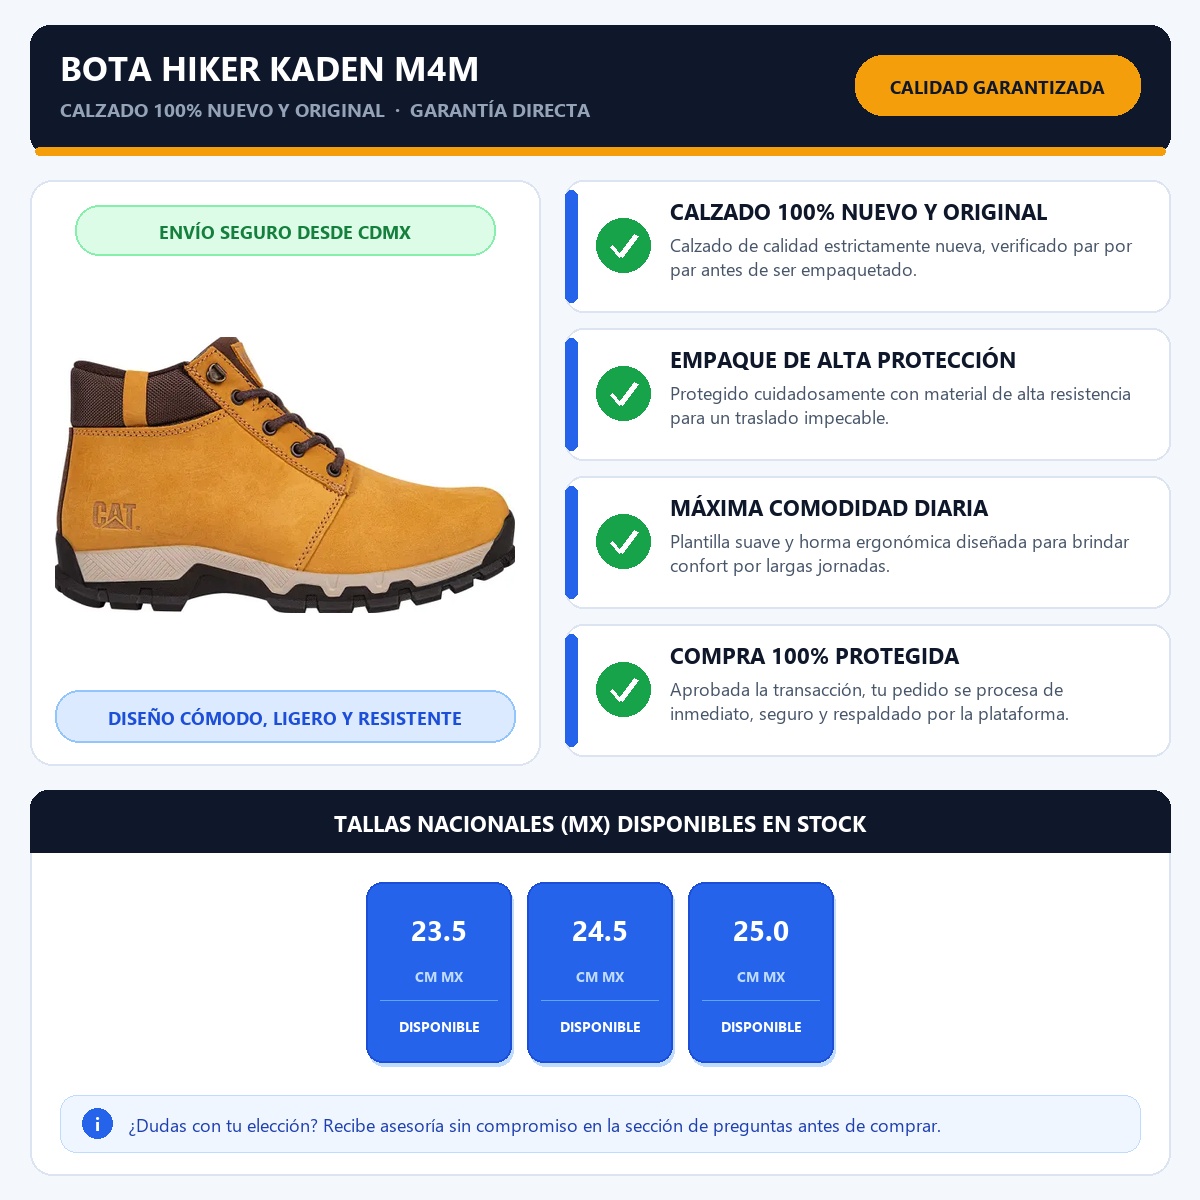 BOTA HIKER KADEN M4M
CALZADO 100% NUEVO Y ORIGINAL · GARANTÍA DIRECTA
CALIDAD GARANTIZADA
ENVÍO SEGURO DESDE CDMX
CAT
DISEÑO CÓMODO, LIGERO Y RESISTENTE
CALZADO 100% NUEVO Y ORIGINAL
Calzado de calidad estrictamente nueva, verificado par por
par antes de ser empaquetado.
EMPAQUE DE ALTA PROTECCIÓN
Protegido cuidadosamente con material de alta resistencia
para un traslado impecable.
MÁXIMA COMODIDAD DIARIA
Plantilla suave y horma ergonómica diseñada para brindar
confort por largas jornadas.
COMPRA 100% PROTEGIDA
Aprobada la transacción, tu pedido se procesa de
inmediato, seguro y respaldado por la plataforma.
TALLAS NACIONALES (MX) DISPONIBLES EN STOCK
23.5
CM MX
DISPONIBLE
24.5
CM MX
DISPONIBLE
25.0
CM MX
DISPONIBLE
¿Dudas con tu elección? Recibe asesoría sin compromiso en la sección de preguntas antes de comprar.